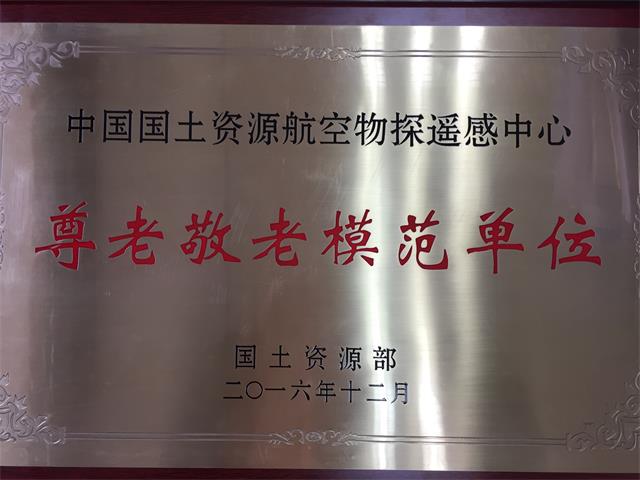 中国国土资源航空物探遥感中心
尊老敬老模范单位
国土资源部
二〇一六年十二月